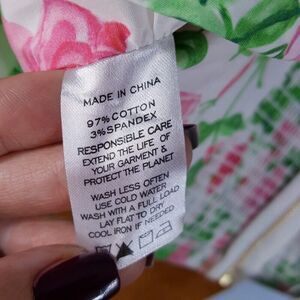 MADE IN CHINA
97% COTTON
3% SPANDEX
RESPONSIBLE CARE
EXTEND THE LIFE OF
YOUR GARMENT &
PROTECT THE PLANET
WASH LESS OFTEN
USE COLD WATER
WASH WITH A FULL LOAD
LAY FLAT TO DRY
COOL IRON IF NEEDED